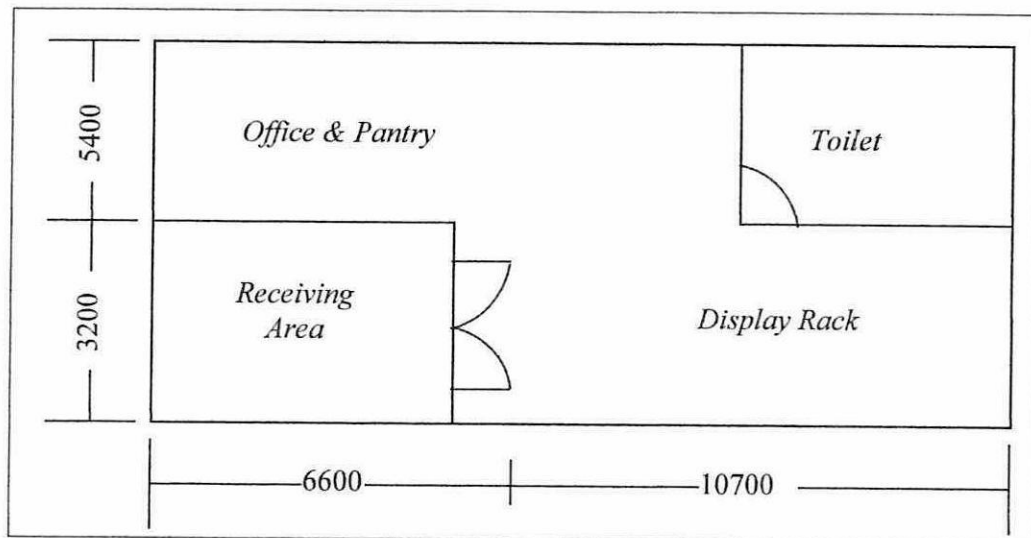 5400
Office & Pantry
Toilet
3200
Receiving
Area
Display Rack
6600
10700